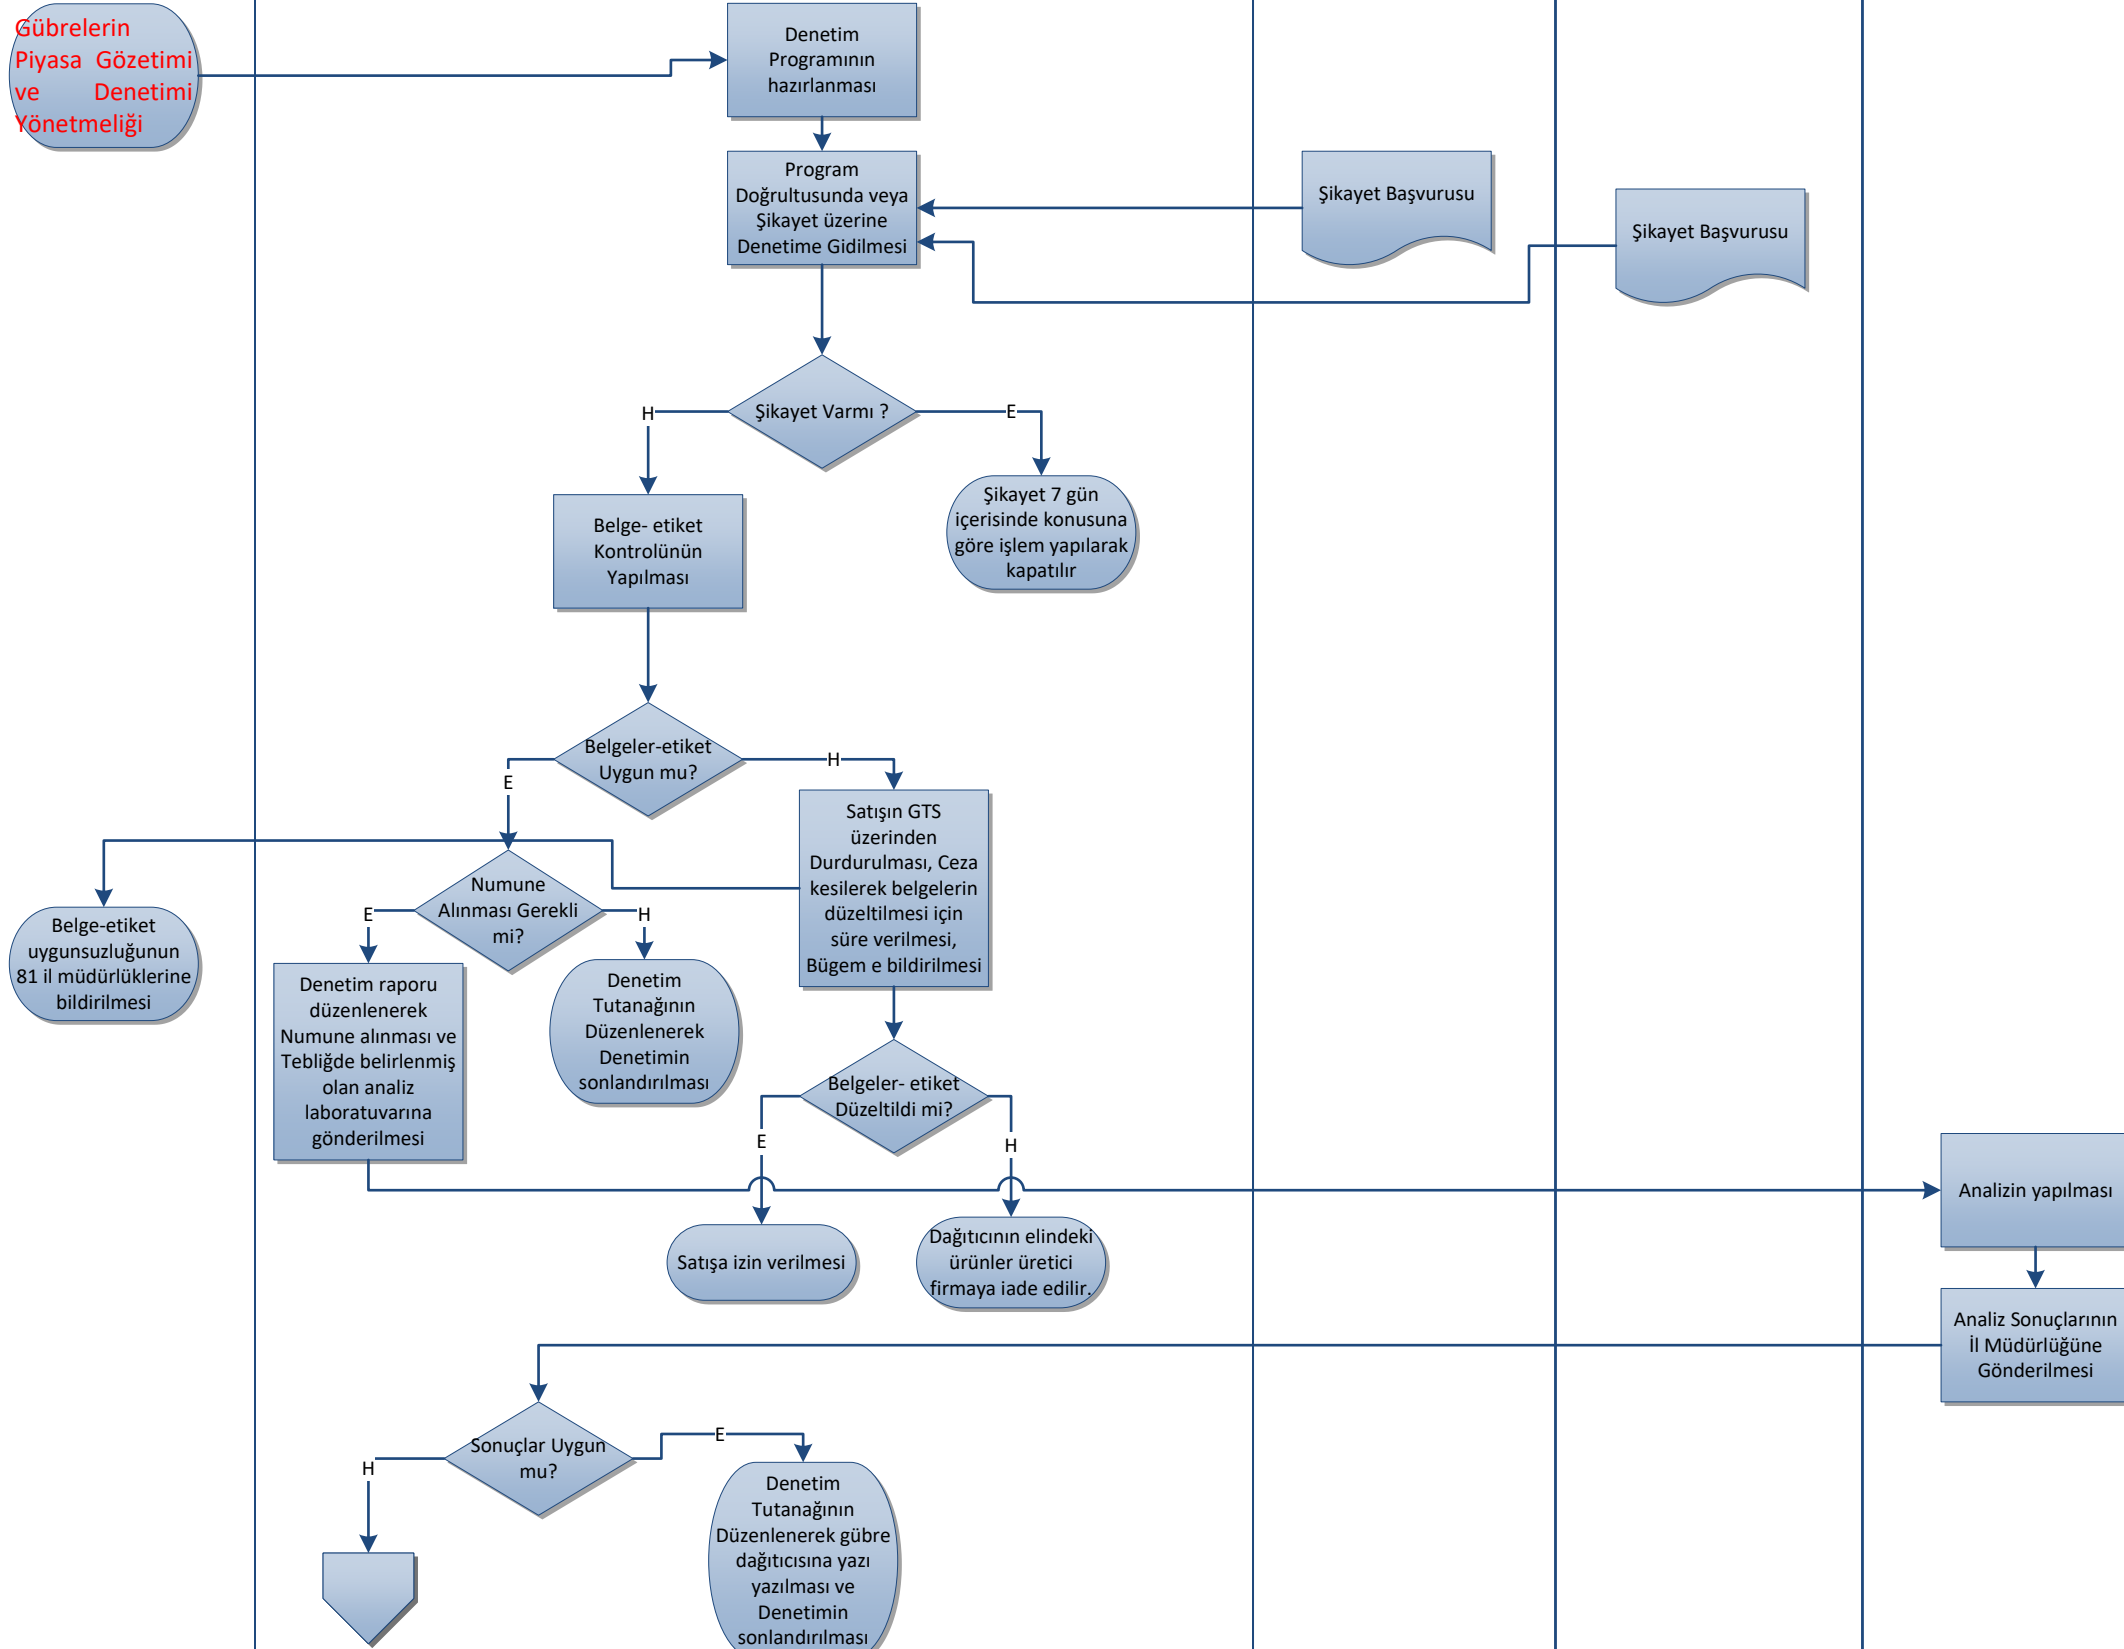 Gübrelerin
Piyasa Gözetimi
ve Denetimi
Yönetmeliği
Denetim
Programının
hazırlanması
Program
Doğrultusunda veya
Şikayet üzerine
Denetime Gidilmesi
Şikayet Başvurusu
Şikayet Başvurusu
Şikayet Varmı ?
H
E
Şikayet 7 gün
içerisinde konusuna
göre işlem yapılarak
kapatılır
Belge- etiket
Kontrolünün
Yapılması
Belgeler-etiket
Uygun mu?
E
H
Satışın GTS
üzerinden
Durdurulması, Ceza
kesilerek belgelerin
düzeltilmesi için
süre verilmesi,
Bügem e bildirilmesi
Belge-etiket
uygunsuzluğunun
81 il müdürlüklerine
bildirilmesi
Numune
Alınması Gerekli
mi?
E
H
Denetim raporu
düzenlenerek
Numune alınması ve
Tebliğde belirlenmiş
olan analiz
laboratuvarına
gönderilmesi
Denetim
Tutanağının
Düzenlenerek
Denetimin
sonlandırılması
Belgeler- etiket
Düzeltildi mi?
E
H
Satışa izin verilmesi
Dağıtıcının elindeki
ürünler üretici
firmaya iade edilir.
Analizin yapılması
Analiz Sonuçlarının
İl Müdürlüğüne
Gönderilmesi
Sonuçlar Uygun
mu?
H
E
Denetim
Tutanağının
Düzenlenerek gübre
dağıtıcısına yazı
yazılması ve
Denetimin
sonlandırılması